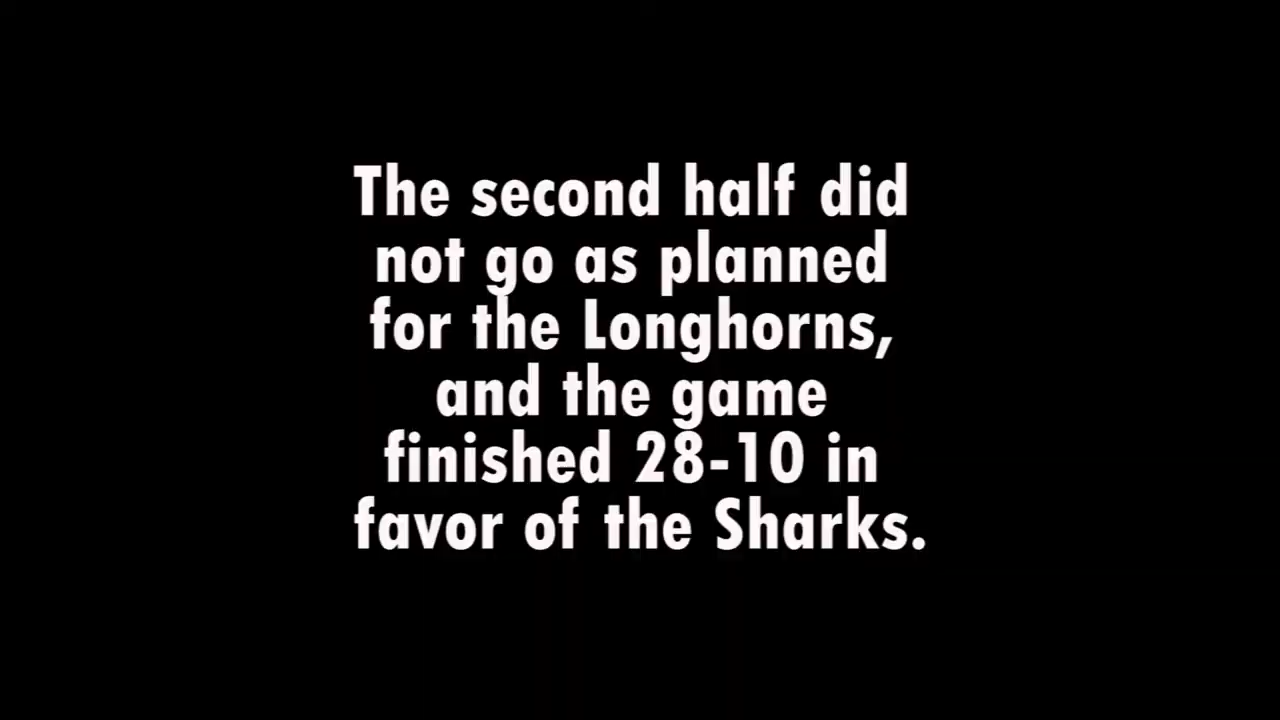 The second half did
not go as planned
for the Longhorns,
and the game
finished 28-10 in
favor of the Sharks.